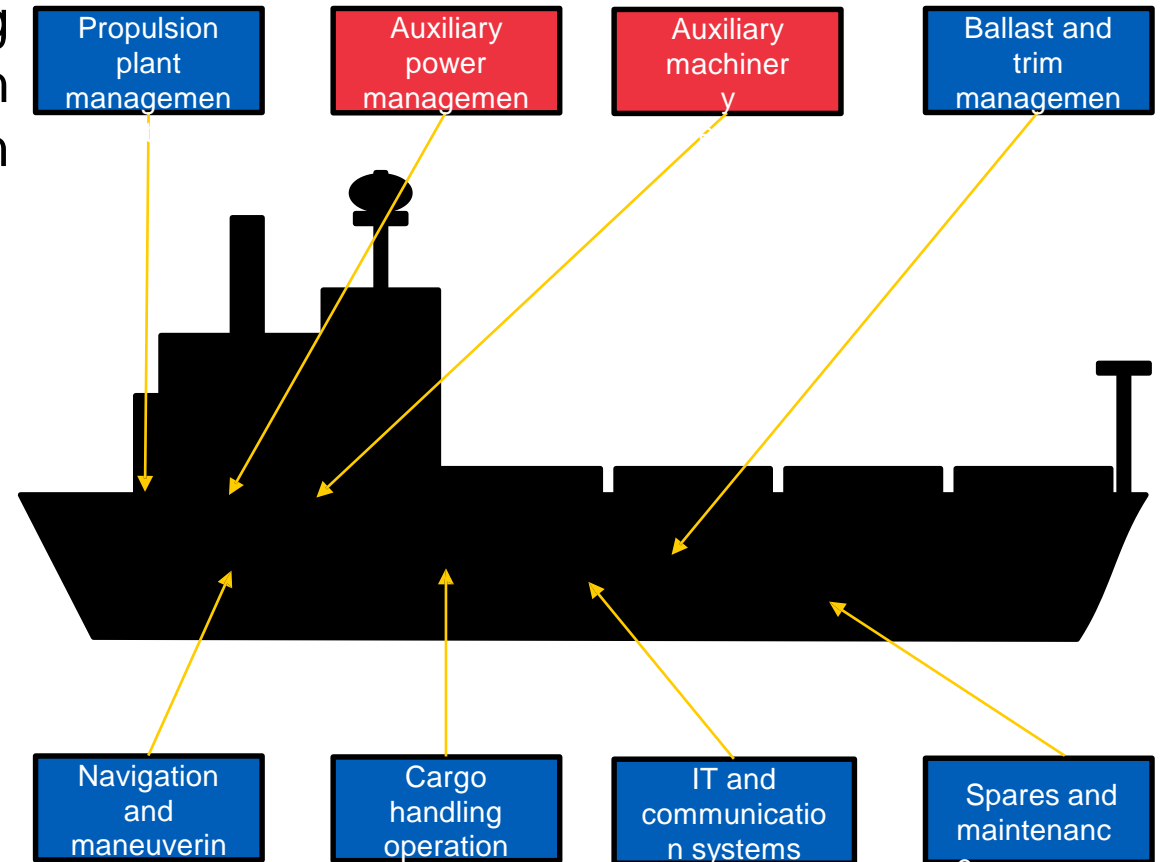 g
n
n
Propulsion
plant
managemen
Auxiliary
power
managemen
Auxiliary
machiner
y
Ballast and
trim
managemen
Navigation
and
maneuverin
Cargo
handling
operation
IT and
communicatio
n systems
Spares and
maintenanc